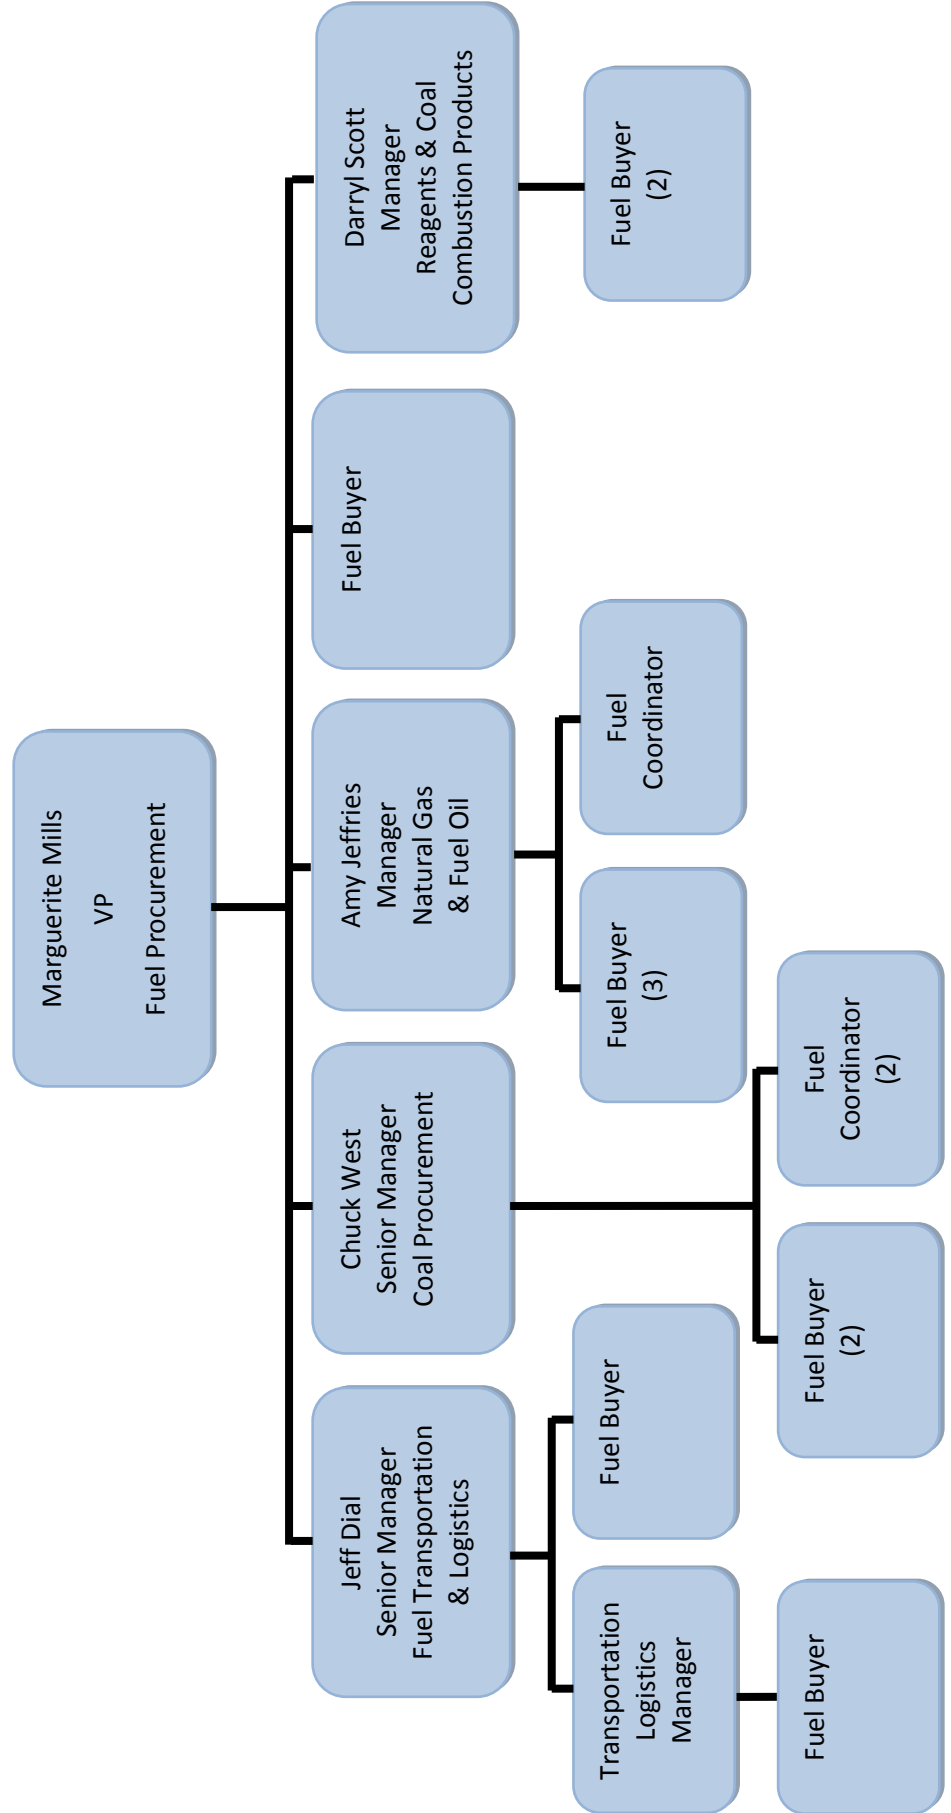 Marguerite Mills
VP
Fuel Procurement
Jeff Dial
Senior Manager
Fuel Transportation
& Logistics
Chuck West
Senior Manager
Coal Procurement
Amy Jeffries
Manager
Natural Gas
& Fuel Oil
Fuel Buyer
Darryl Scott
Manager
Reagents & Coal
Combustion Products
Transportation
Logistics
Manager
Fuel Buyer
Fuel Buyer
(3)
Fuel
Coordinator
Fuel Buyer
(2)
Fuel Buyer
Fuel Buyer
(2)
Fuel
Coordinator
(2)